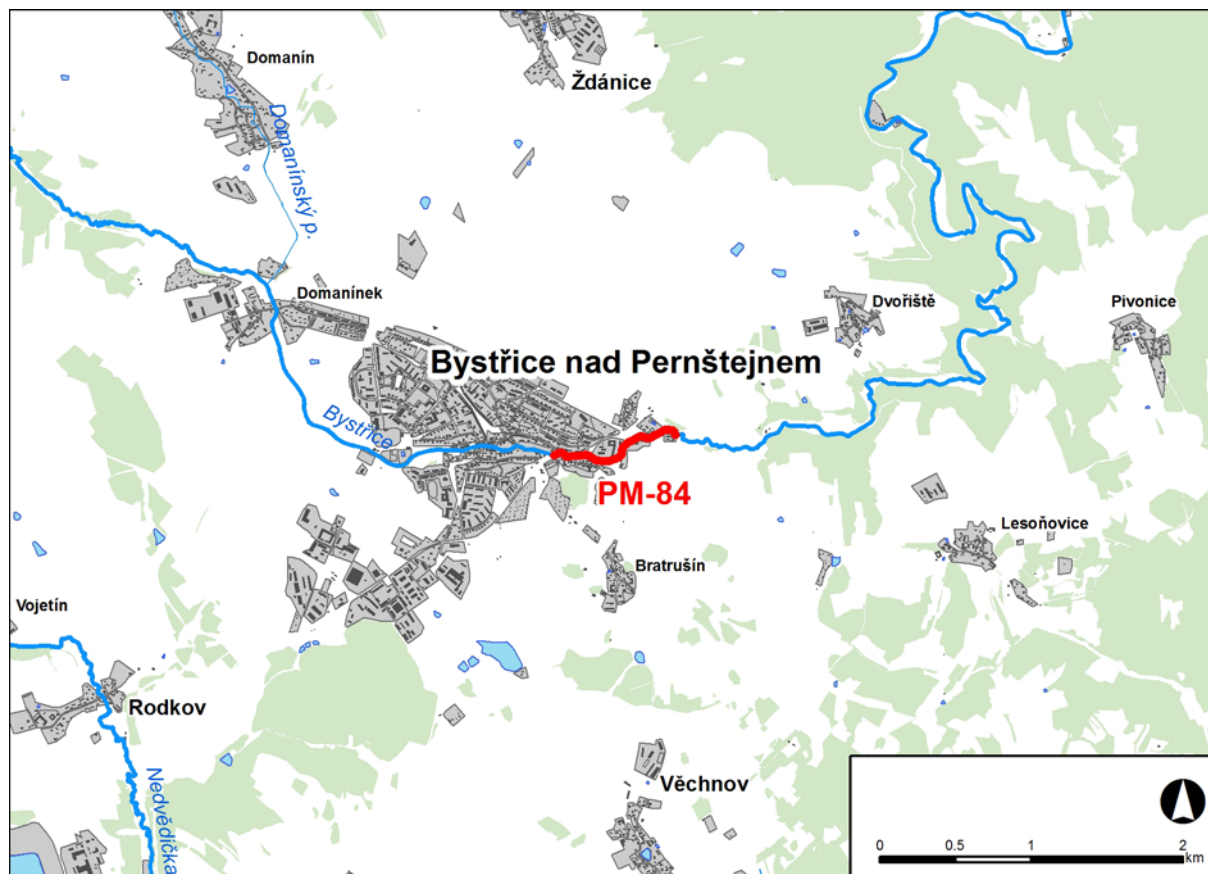 Domanín
Ždánice
Domanínský p.
Domanínek
Dvořiště
Pivonice
Bystřice nad Pernštejnem
Bystřice
PM-84
Lesoňovice
Bratrušín
Vojetín
Rodkov
Věchnov
Nedvědička
0 0.5 1 2
km